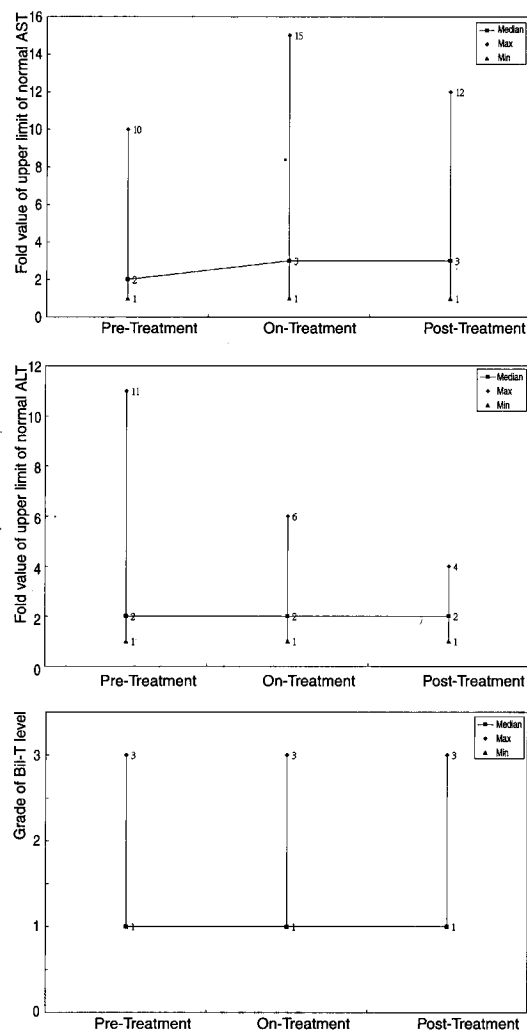 Fold value of upper limit of normal AST
16
14
12
10
8
6
4
2
0
Median
Max
Min
10
2
1
15
3
1
12
3
1
Pre-Treatment On-Treatment Post-Treatment
Fold value of upper limit of normal ALT
12
10
8
6
4
2
0
Median
Max
Min
11
2
1
6
2
1
4
2
1
Pre-Treatment On-Treatment Post-Treatment
Grade of Bil-T level
3
2
1
0
Median
Max
Min
3
1
3
1
3
1
Pre-Treatment On-Treatment Post-Treatment